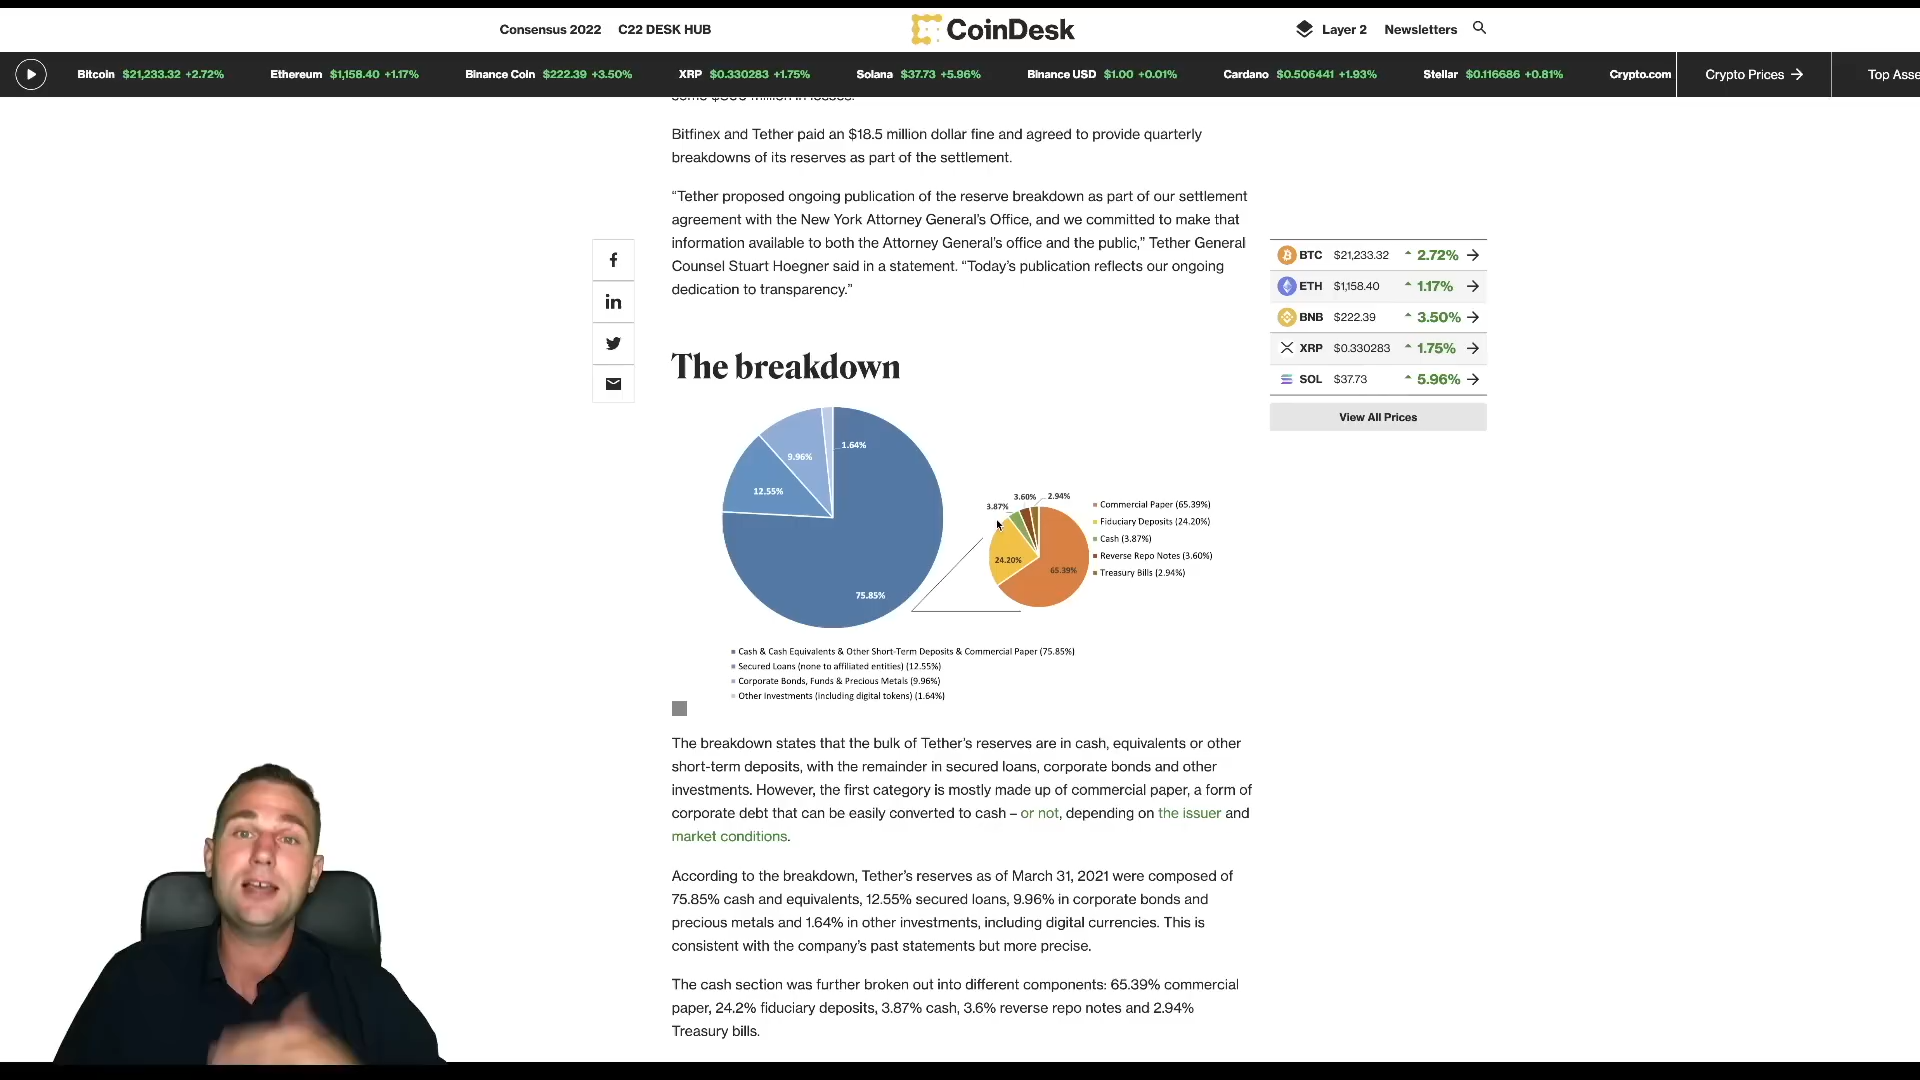 Consensus 2022 C22 DESK HUB CoinDesk Layer 2 Newsletters
Bitcoin $21,233.32 +2.72% Ethereum $1,158.40 +1.17% Binance Coin $222.39 +3.50% XRP $0.330283 +1.75% Solana $37.73 +5.96% Binance USD $1.00 +0.01% Cardano $0.506441 +1.93% Stellar $0.116686 +0.81% Crypto.com Crypto Prices → Top Asse
Bitfinex and Tether paid an $18.5 million dollar fine and agreed to provide quarterly
breakdowns of its reserves as part of the settlement.
“Tether proposed ongoing publication of the reserve breakdown as part of our settlement
agreement with the New York Attorney General’s Office, and we committed to make that
information available to both the Attorney General’s office and the public,” Tether General
Counsel Stuart Hoegner said in a statement. “Today’s publication reflects our ongoing
dedication to transparency.”
BTC $21,233.32 2.72% →
ETH $1,158.40 1.17% →
BNB $222.39 3.50% →
XRP $0.330283 1.75% →
SOL $37.73 5.96% →
View All Prices
The breakdown
1.64%
9.96%
12.55%
75.85%
3.87%
3.60%
2.94%
24.20%
65.39%
Commercial Paper (65.39%)
Fiduciary Deposits (24.20%)
Cash (3.87%)
Reverse Repo Notes (3.60%)
Treasury Bills (2.94%)
Cash & Cash Equivalents & Other Short-Term Deposits & Commercial Paper (75.85%)
Secured Loans (none to affiliated entities) (12.55%)
Corporate Bonds, Funds & Precious Metals (9.96%)
Other Investments (including digital tokens) (1.64%)
The breakdown states that the bulk of Tether’s reserves are in cash, equivalents or other
short-term deposits, with the remainder in secured loans, corporate bonds and other
investments. However, the first category is mostly made up of commercial paper, a form of
corporate debt that can be easily converted to cash – or not, depending on the issuer and
market conditions.
According to the breakdown, Tether’s reserves as of March 31, 2021 were composed of
75.85% cash and equivalents, 12.55% secured loans, 9.96% in corporate bonds and
precious metals and 1.64% in other investments, including digital currencies. This is
consistent with the company’s past statements but more precise.
The cash section was further broken out into different components: 65.39% commercial
paper, 24.2% fiduciary deposits, 3.87% cash, 3.6% reverse repo notes and 2.94%
Treasury bills.